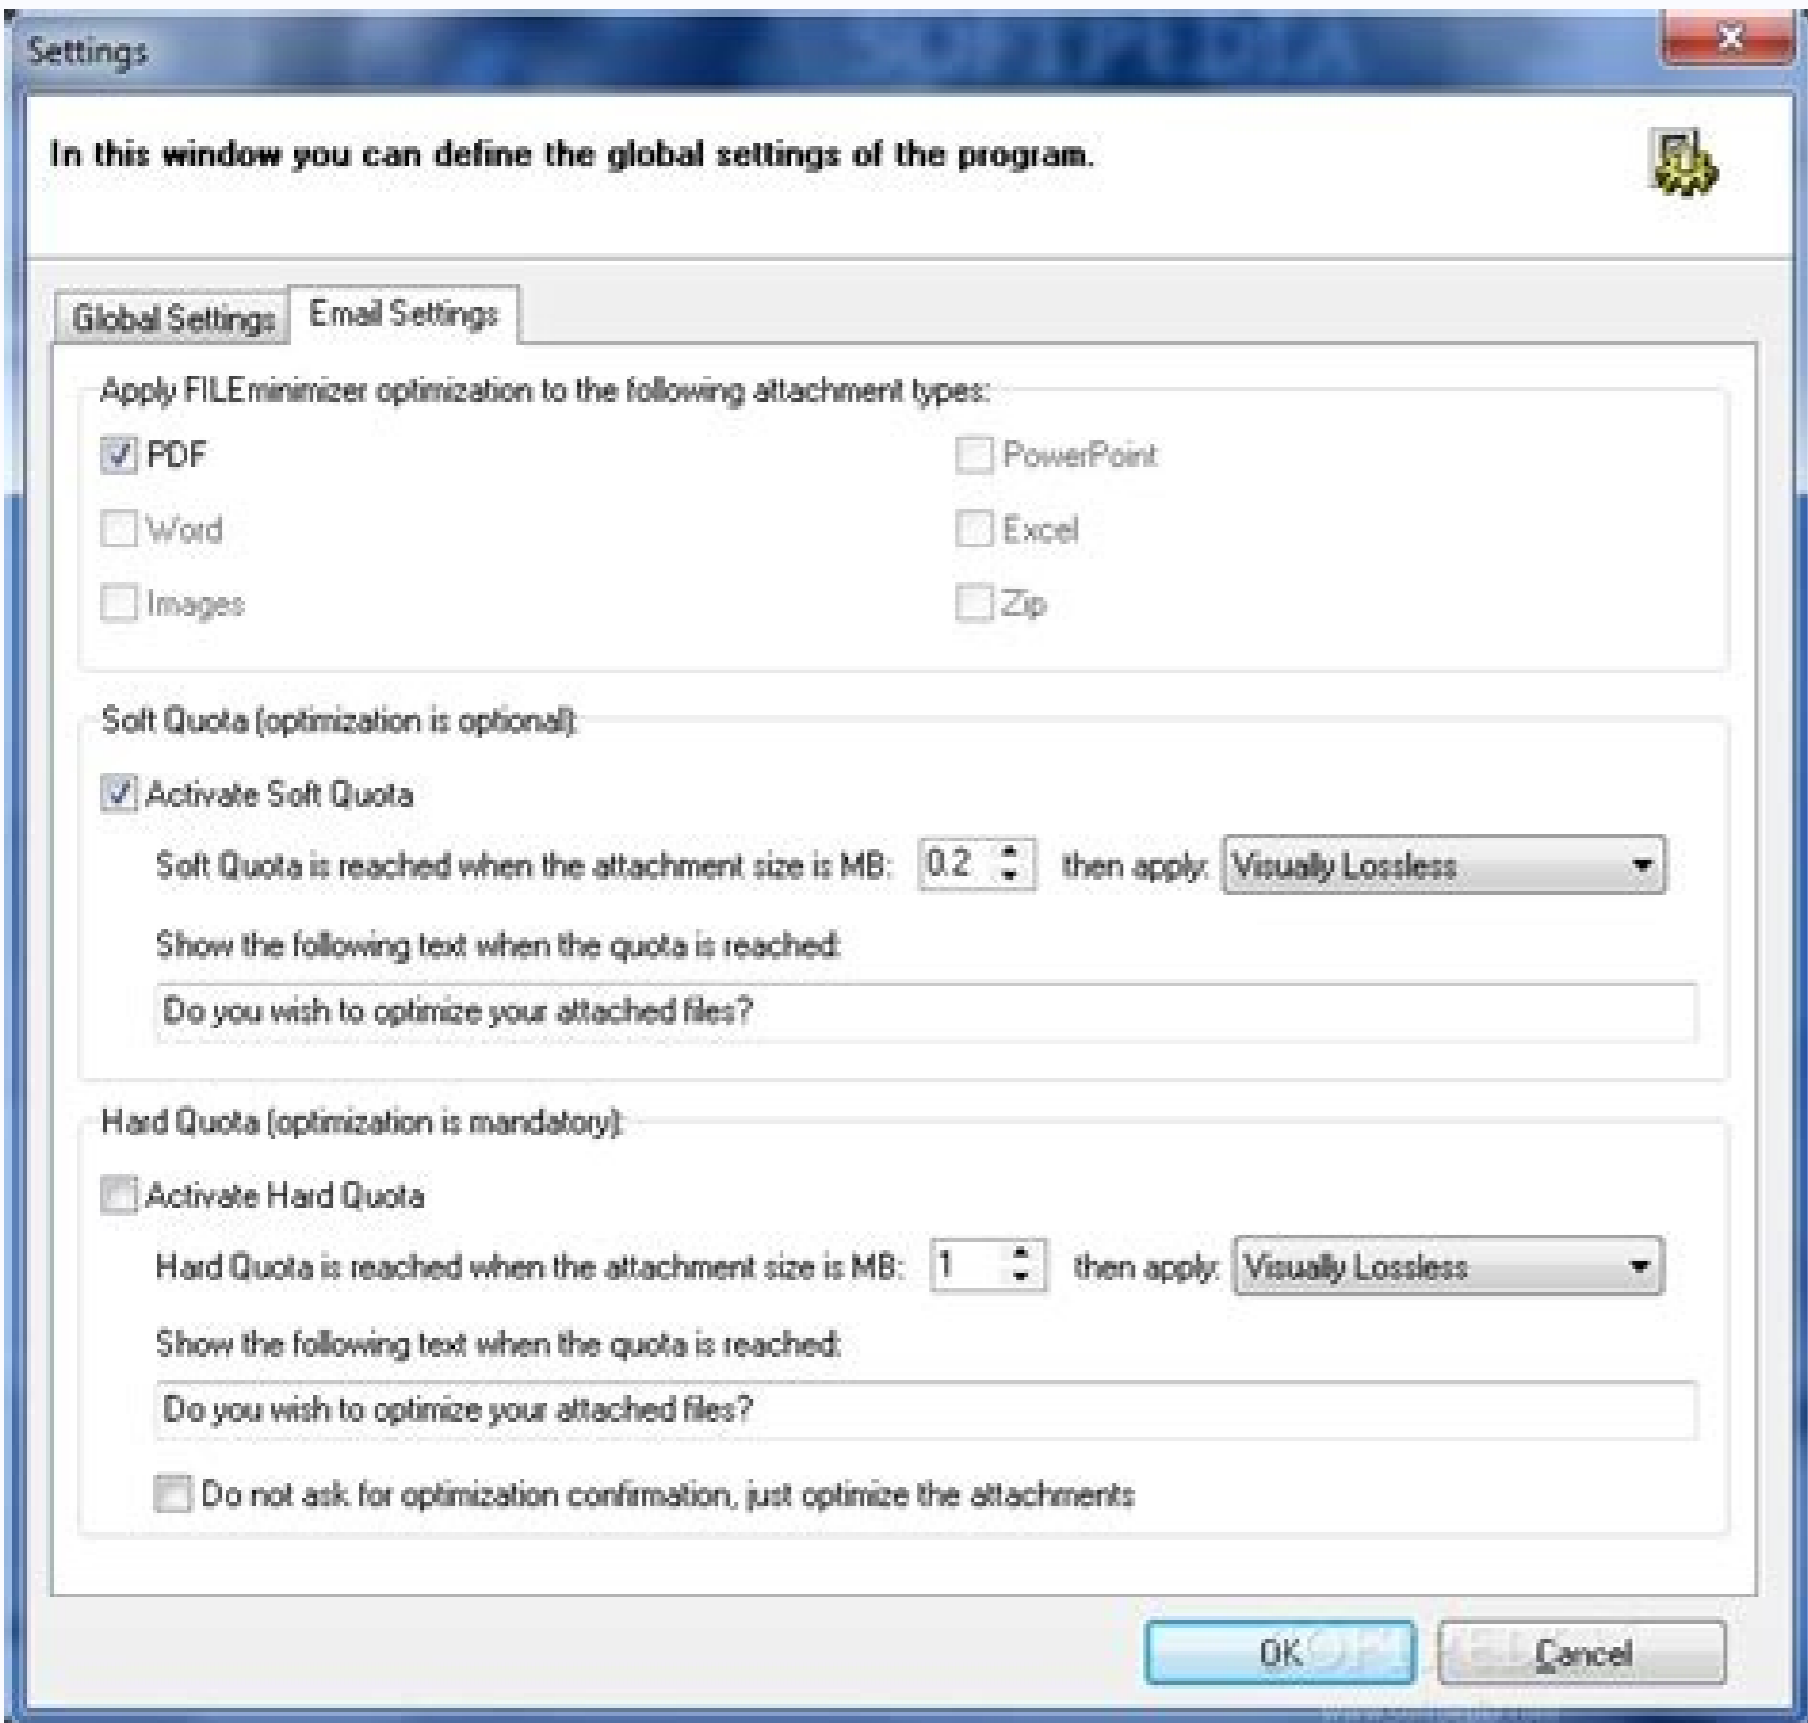 SOFTPEDIA
Settings
In this window you can define the global settings of the program.
Global Settings
Email Settings
Apply FILEminimizer optimization to the following attachment types:
PDF
PowerPoint
Word
Excel
Images
Zip
Soft Quota (optimization is optional):
Activate Soft Quota
Soft Quota is reached when the attachment size is MB: 0.2 then apply: Visually Lossless
Show the following text when the quota is reached:
Do you wish to optimize your attached files?
Hard Quota (optimization is mandatory):
Activate Hard Quota
Hard Quota is reached when the attachment size is MB: 1 then apply: Visually Lossless
Show the following text when the quota is reached:
Do you wish to optimize your attached files?
Do not ask for optimization confirmation, just optimize the attachments
OK
Cancel